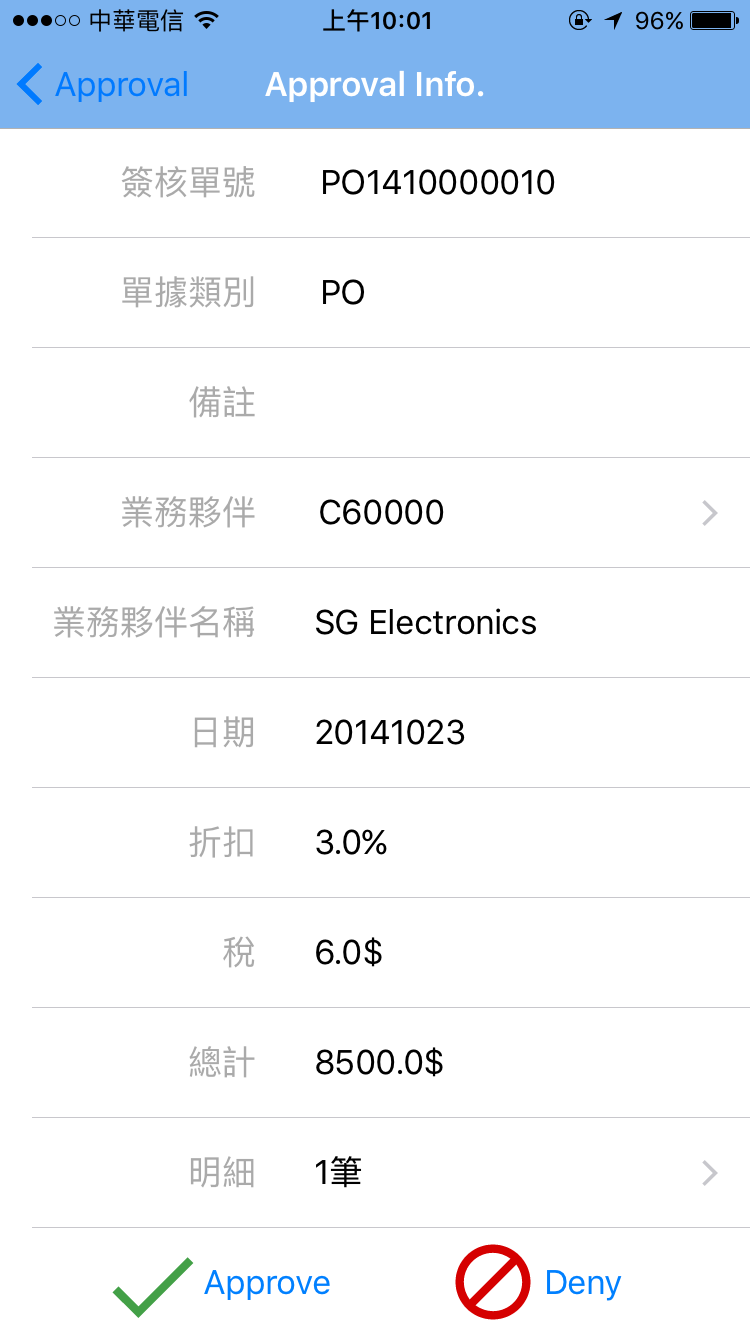 中華電信 上午10:01 96%
Approval Approval Info.
簽核單號 PO1410000010
單據類別 PO
備註
業務夥伴 C60000
業務夥伴名稱 SG Electronics
日期 20141023
折扣 3.0%
稅 6.0$
總計 8500.0$
明細 1筆
Approve Deny